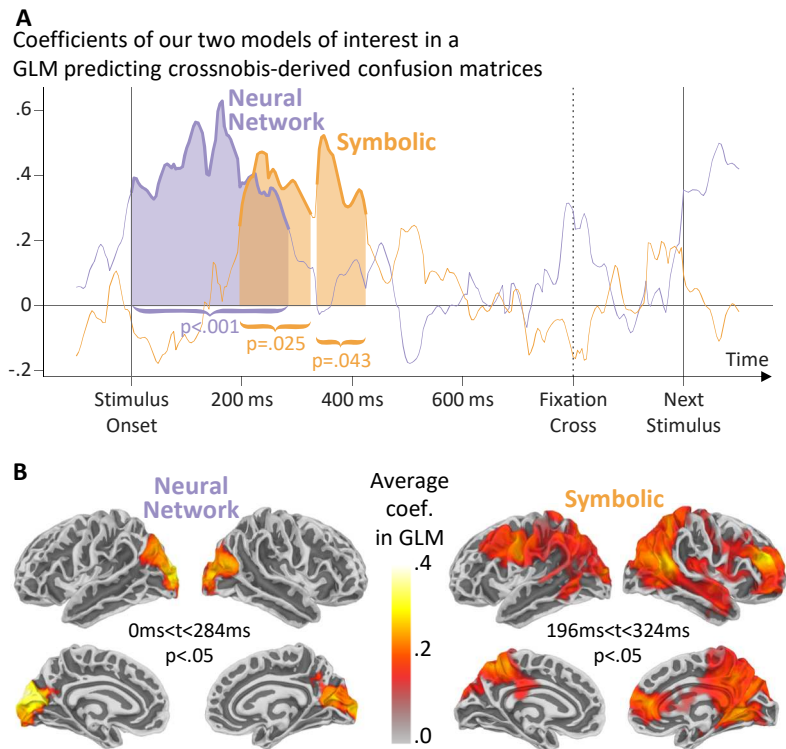 A
Coefficients of our two models of interest in a
GLM predicting crossnobis-derived confusion matrices
.6
.4
.2
0
-.2
Neural
Network
Symbolic
p<.001
p=.025
p=.043
Time
Stimulus
Onset
200 ms
400 ms
600 ms
Fixation
Cross
Next
Stimulus
B
Neural
Network
Average
coef.
in GLM
.4
.2
.0
Symbolic
0ms<t<284ms
p<.05
196ms<t<324ms
p<.05